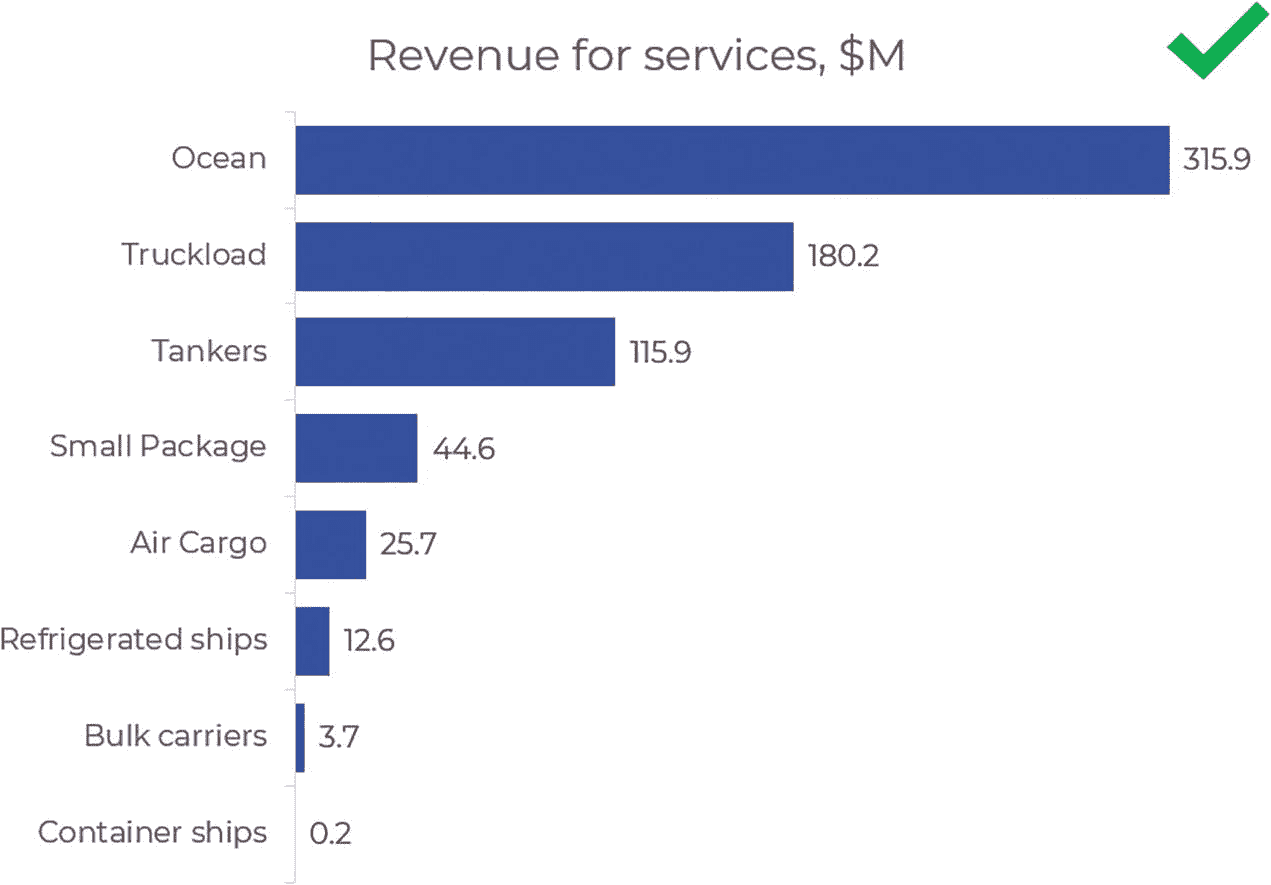 Revenue for services, $M
Ocean 315.9
Truckload 180.2
Tankers 115.9
Small Package 44.6
Air Cargo 25.7
Refrigerated ships 12.6
Bulk carriers 3.7
Container ships 0.2